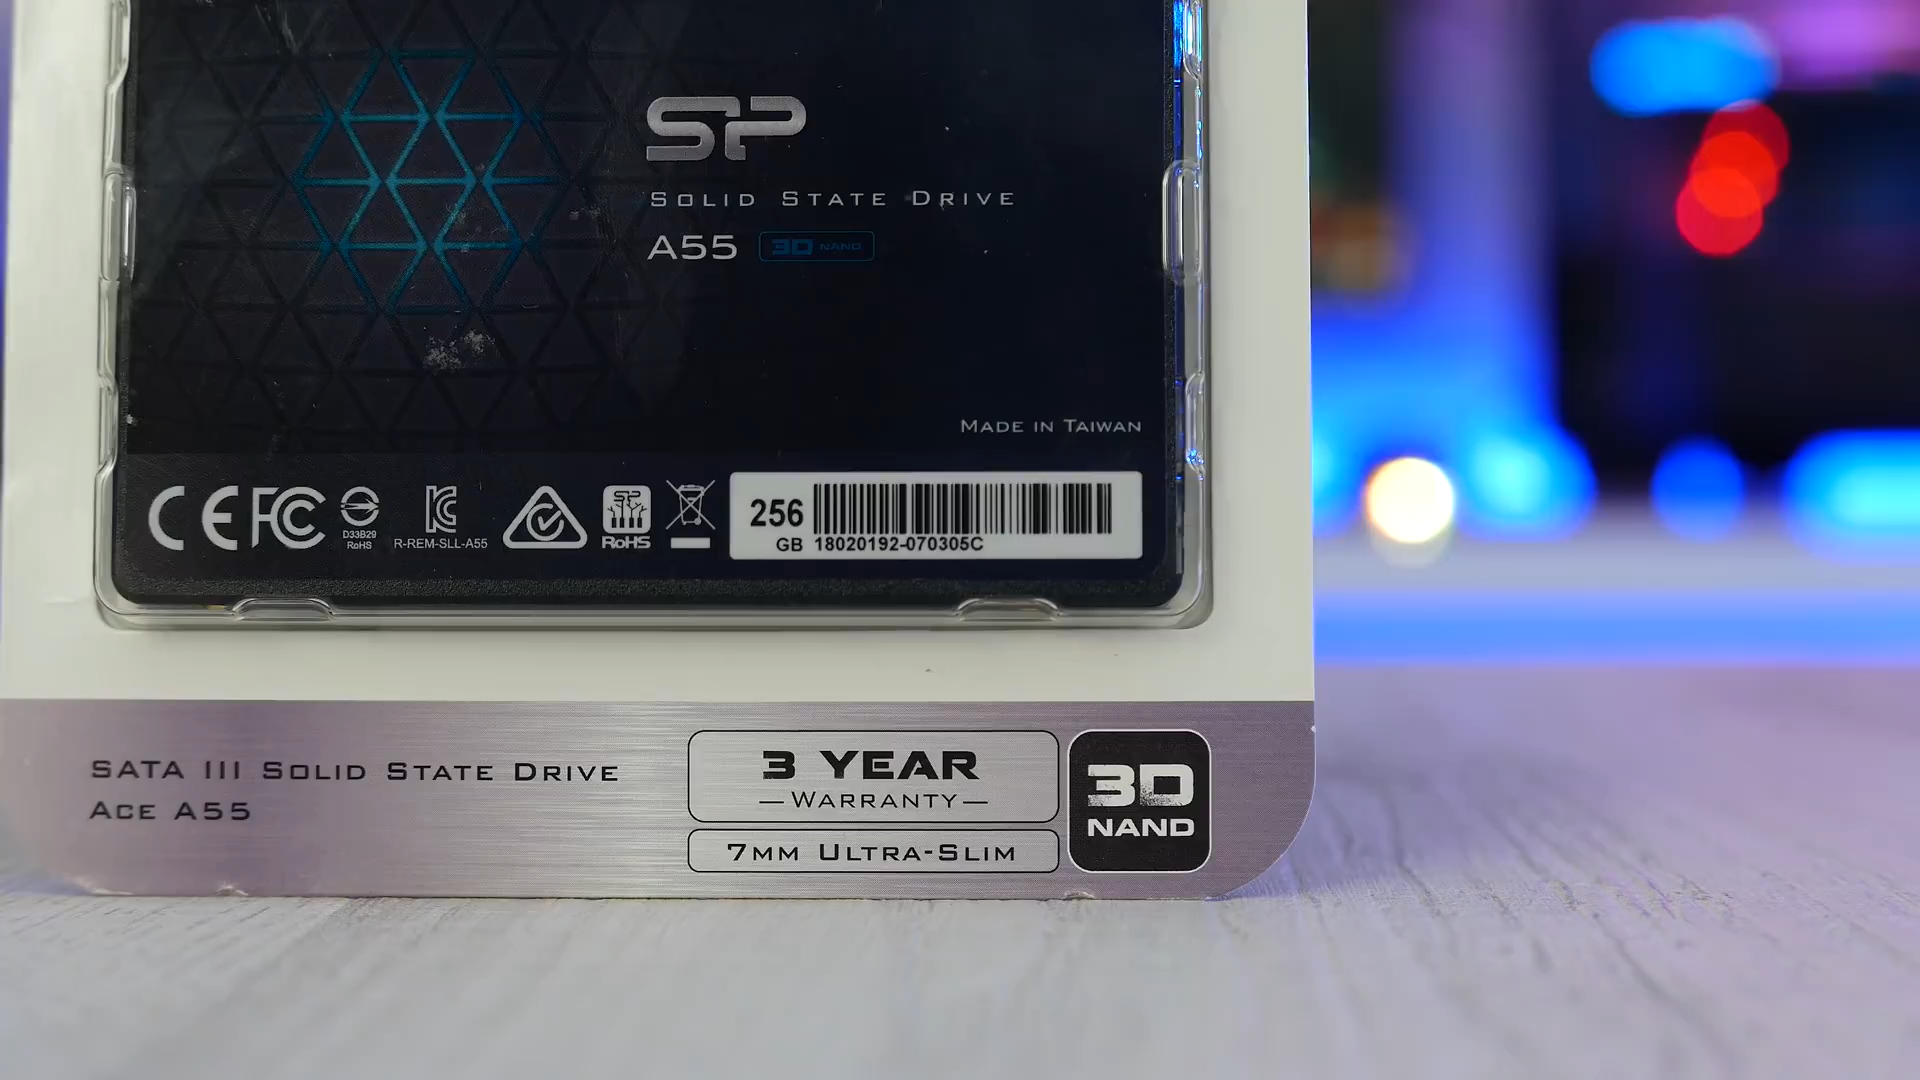 SP
SOLID STATE DRIVE
A55 3D NAND
MADE IN TAIWAN
CE FC D33B29 RoHS R-REM-SLL-A55 SP RoHS
256 GB 18020192-070305C
SATA III SOLID STATE DRIVE
ACE A55
3 YEAR
WARRANTY
7MM ULTRA-SLIM
3D
NAND